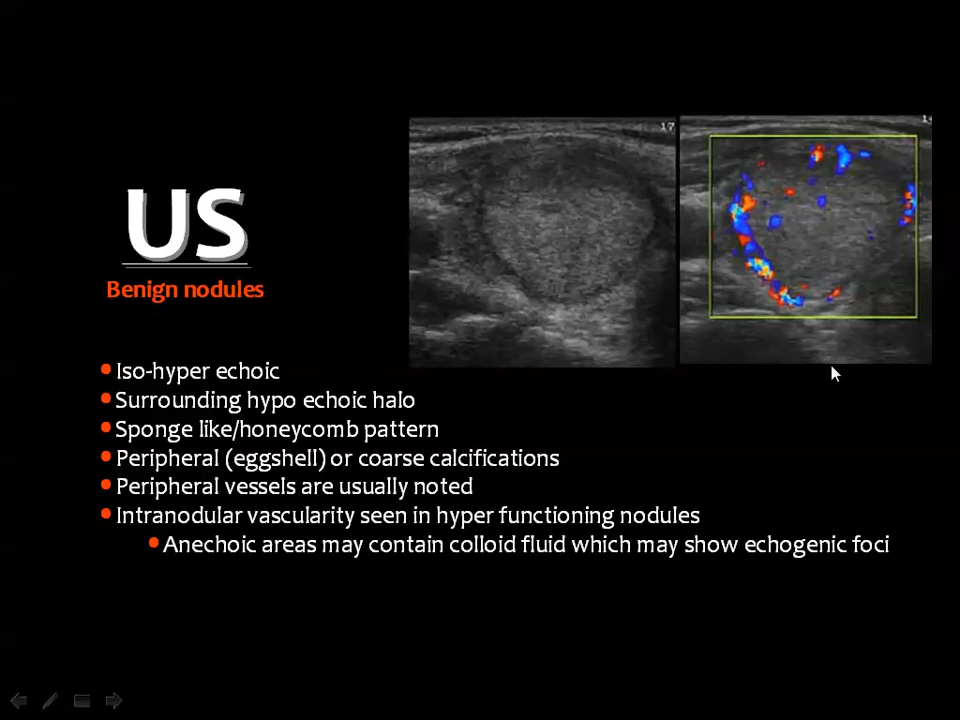 17
US
Benign nodules
Iso-hyper echoic
Surrounding hypo echoic halo
Sponge like/honeycomb pattern
Peripheral (eggshell) or coarse calcifications
Peripheral vessels are usually noted
Intranodular vascularity seen in hyper functioning nodules
Anechoic areas may contain colloid fluid which may show echogenic foci